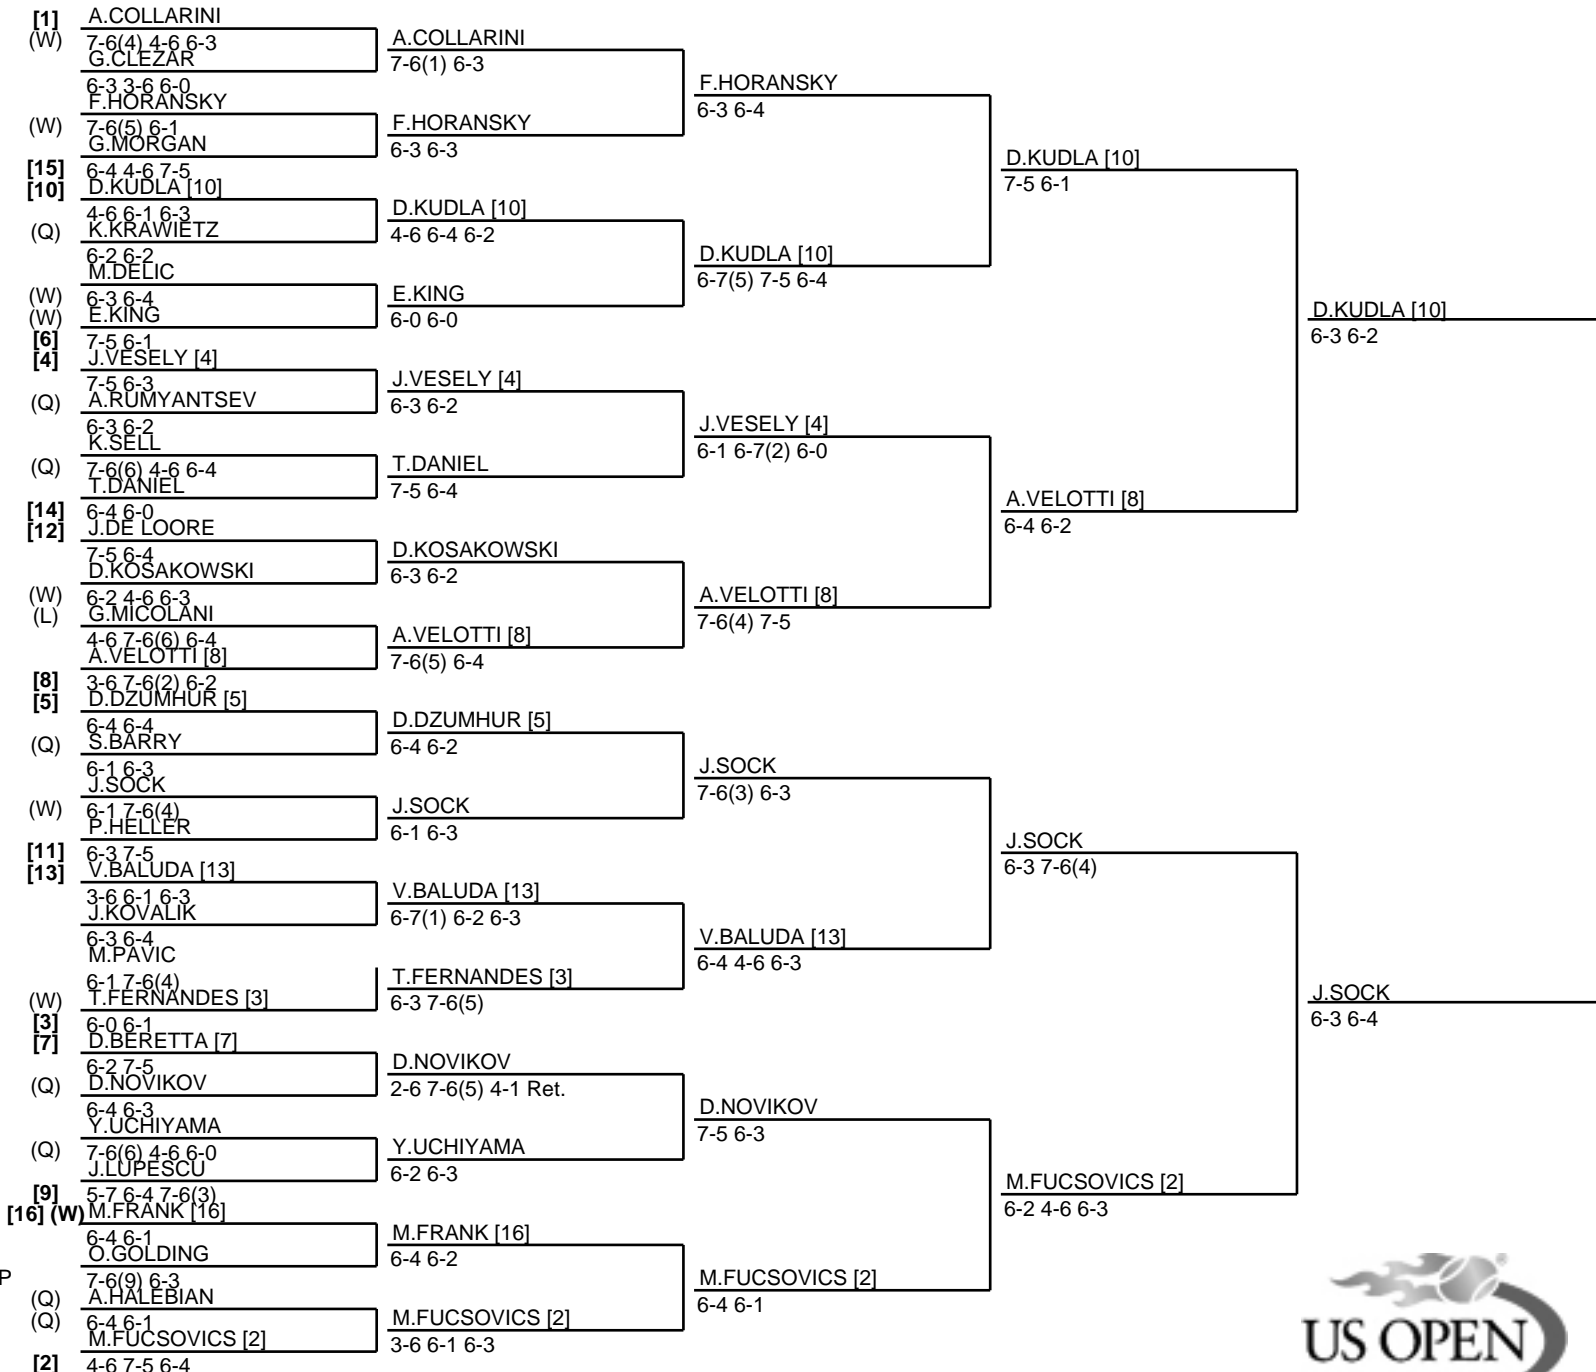 [1]
(W)
A.COLLARINI
7-6(4) 4-6 6-3
G.CLEZAR
6-3 3-6 6-0
F.HORANSKY
(W)
7-6(5) 6-1
G.MORGAN
[15]
6-4 4-6 7-5
[10]
D.KUDLA [10]
4-6 6-1 6-3
(Q)
K.KRAWIETZ
6-2 6-2
M.DELIC
(W)
6-3 6-4
(W)
E.KING
[6]
7-5 6-1
[4]
J.VESELY [4]
7-5 6-3
(Q)
A.RUMYANTSEV
6-3 6-2
K.SELL
(Q)
7-6(6) 4-6 6-4
T.DANIEL
[14]
6-4 6-0
[12]
J.DE LOORE
7-5 6-4
D.KOSAKOWSKI
(W)
6-2 4-6 6-3
(L)
G.MICOLANI
4-6 7-6(6) 6-4
A.VELOTTI [8]
[8]
3-6 7-6(2) 6-2
[5]
D.DZUMHUR [5]
6-4 6-4
(Q)
S.BARRY
6-1 6-3
J.SOCK
(W)
6-1 7-6(4)
P.HELLER
[11]
6-3 7-5
[13]
V.BALUDA [13]
3-6 6-1 6-3
J.KOVALIK
6-3 6-4
M.PAVIC
6-1 7-6(4)
(W)
T.FERNANDES [3]
[3]
6-0 6-1
[7]
D.BERETTA [7]
6-2 7-5
(Q)
D.NOVIKOV
6-4 6-3
Y.UCHIYAMA
(Q)
7-6(6) 4-6 6-0
J.LUPESCU
[9]
5-7 6-4 7-6(3)
[16] (W)
M.FRANK [16]
6-4 6-1
O.GOLDING
P
7-6(9) 6-3
(Q)
A.HALEBIAN
(Q)
6-4 6-1
M.FUCSOVICS [2]
[2]
4-6 7-5 6-4
A.COLLARINI
7-6(1) 6-3
F.HORANSKY
6-3 6-3
D.KUDLA [10]
4-6 6-4 6-2
E.KING
6-0 6-0
J.VESELY [4]
6-3 6-2
T.DANIEL
7-5 6-4
D.KOSAKOWSKI
6-3 6-2
A.VELOTTI [8]
7-6(5) 6-4
D.DZUMHUR [5]
6-4 6-2
J.SOCK
6-1 6-3
V.BALUDA [13]
6-7(1) 6-2 6-3
T.FERNANDES [3]
6-3 7-6(5)
D.NOVIKOV
2-6 7-6(5) 4-1 Ret.
Y.UCHIYAMA
6-2 6-3
M.FRANK [16]
6-4 6-2
M.FUCSOVICS [2]
3-6 6-1 6-3
F.HORANSKY
6-3 6-4
D.KUDLA [10]
6-7(5) 7-5 6-4
J.VESELY [4]
6-1 6-7(2) 6-0
A.VELOTTI [8]
7-6(4) 7-5
J.SOCK
7-6(3) 6-3
V.BALUDA [13]
6-4 4-6 6-3
D.NOVIKOV
7-5 6-3
M.FUCSOVICS [2]
6-4 6-1
D.KUDLA [10]
7-5 6-1
A.VELOTTI [8]
6-4 6-2
J.SOCK
6-3 7-6(4)
M.FUCSOVICS [2]
6-2 4-6 6-3
D.KUDLA [10]
6-3 6-2
J.SOCK
6-3 6-4
US OPEN